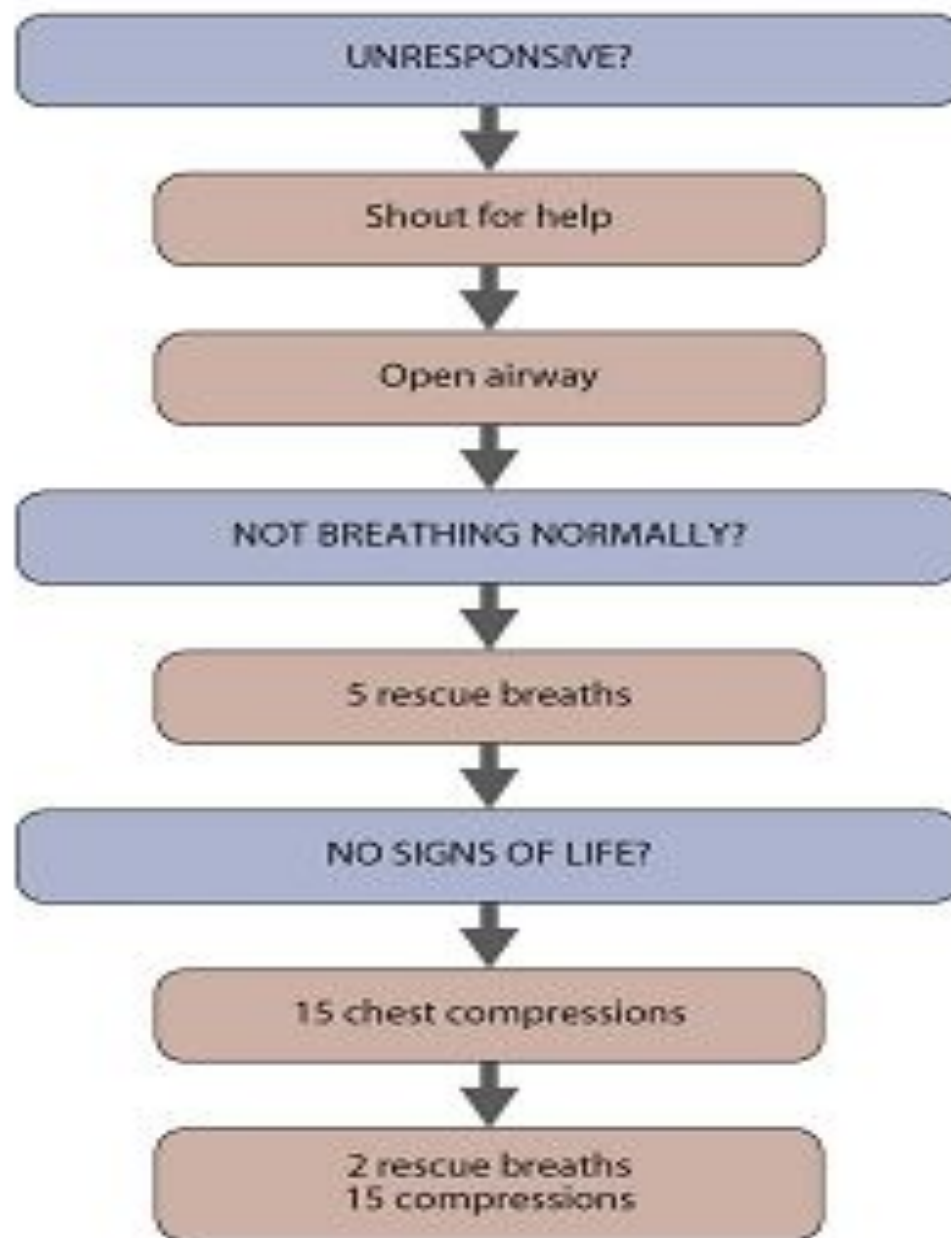 UNRESPONSIVE?
Shout for help
Open airway
NOT BREATHING NORMALLY?
5 rescue breaths
NO SIGNS OF LIFE?
15 chest compressions
2 rescue breaths
15 compressions